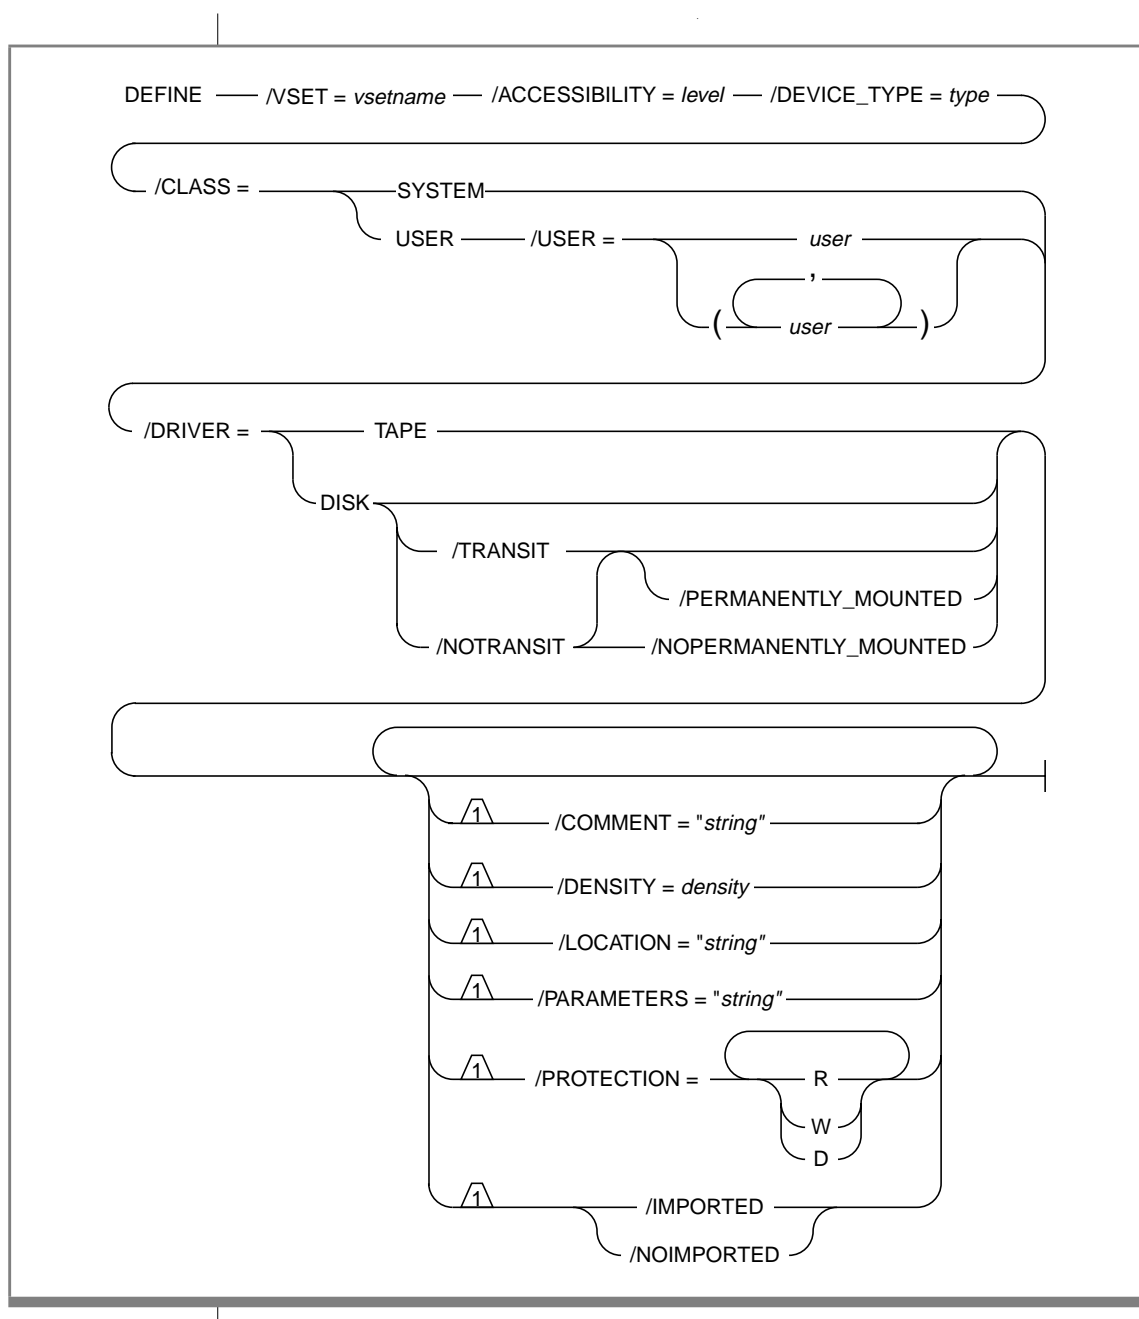 DEFINE /VSET = vsetname /ACCESSIBILITY = level /DEVICE_TYPE = type
/CLASS = SYSTEM
USER /USER = user
,
( user )
/DRIVER = TAPE
DISK
/TRANSIT
/PERMANENTLY_MOUNTED
/NOTRANSIT /NOPERMANENTLY_MOUNTED
1 /COMMENT = "string"
1 /DENSITY = density
1 /LOCATION = "string"
1 /PARAMETERS = "string"
1 /PROTECTION = R
W
D
1 /IMPORTED
/NOIMPORTED